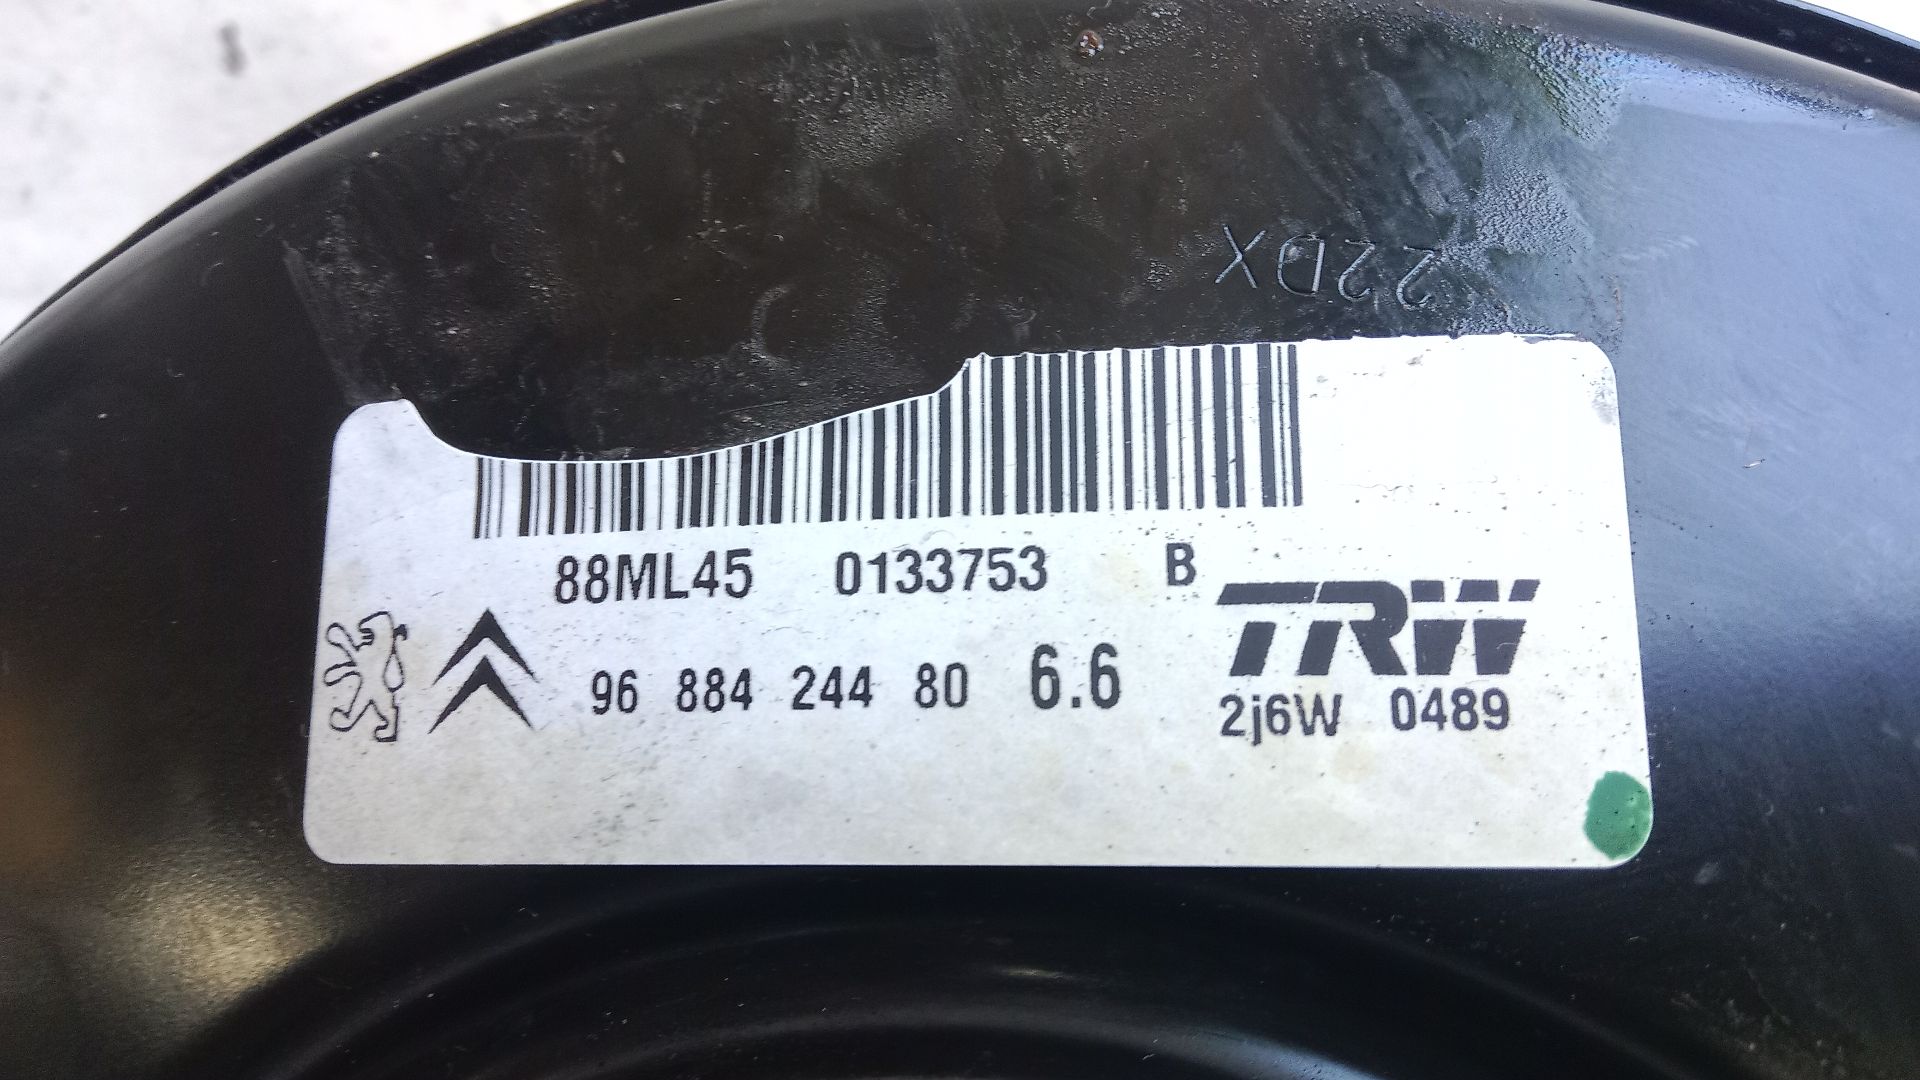 22DX
88ML45 0133753 B
TRW
96 884 244 80 6.6
2j6W 0489